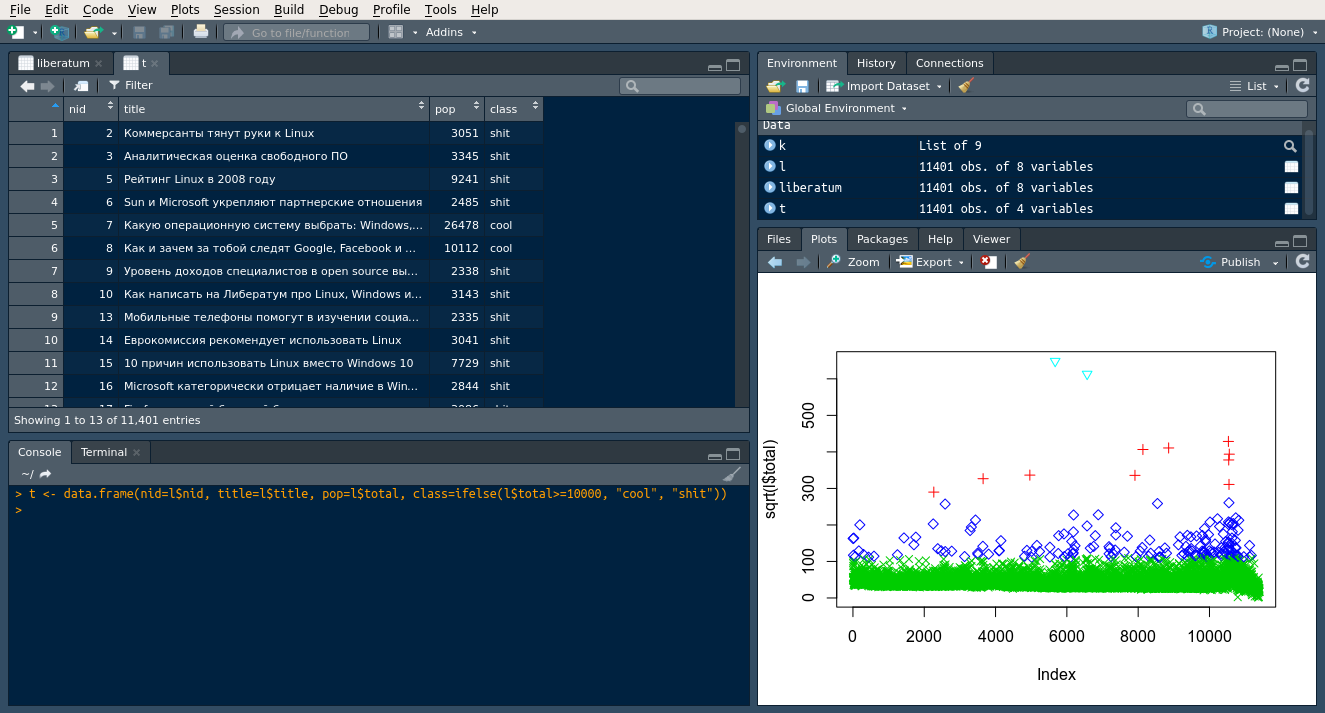 File Edit Code View Plots Session Build Debug Profile Tools Help
Go to file/function Addins Project: (None)
liberatum t
Filter
nid title pop class
1 2 Коммерсанты тянут руки к Linux 3051 shit
2 3 Аналитическая оценка свободного ПО 3345 shit
3 5 Рейтинг Linux в 2008 году 9241 shit
4 6 Sun и Microsoft укрепляют партнерские отношения 2485 shit
5 7 Какую операционную систему выбрать: Windows,... 26478 cool
6 8 Как и зачем за тобой следят Google, Facebook и ... 10112 cool
7 9 Уровень доходов специалистов в open source вы... 2338 shit
8 10 Как написать на Либератум про Linux, Windows и... 3143 shit
9 13 Мобильные телефоны помогут в изучении социа... 2335 shit
10 14 Еврокомиссия рекомендует использовать Linux 3041 shit
11 15 10 причин использовать Linux вместо Windows 10 7729 shit
12 16 Microsoft категорически отрицает наличие в Win... 2844 shit
Showing 1 to 13 of 11,401 entries
Console Terminal
~/
> t <- data.frame(nid=l$nid, title=l$title, pop=l$total, class=ifelse(l$total>=10000, "cool", "shit"))
>
Environment History Connections
Import Dataset List
Global Environment
Data
k List of 9
l 11401 obs. of 8 variables
liberatum 11401 obs. of 8 variables
t 11401 obs. of 4 variables
Files Plots Packages Help Viewer
Zoom Export Publish
sqrt(l$total)
500
300
100
0
0 2000 4000 6000 8000 10000
Index